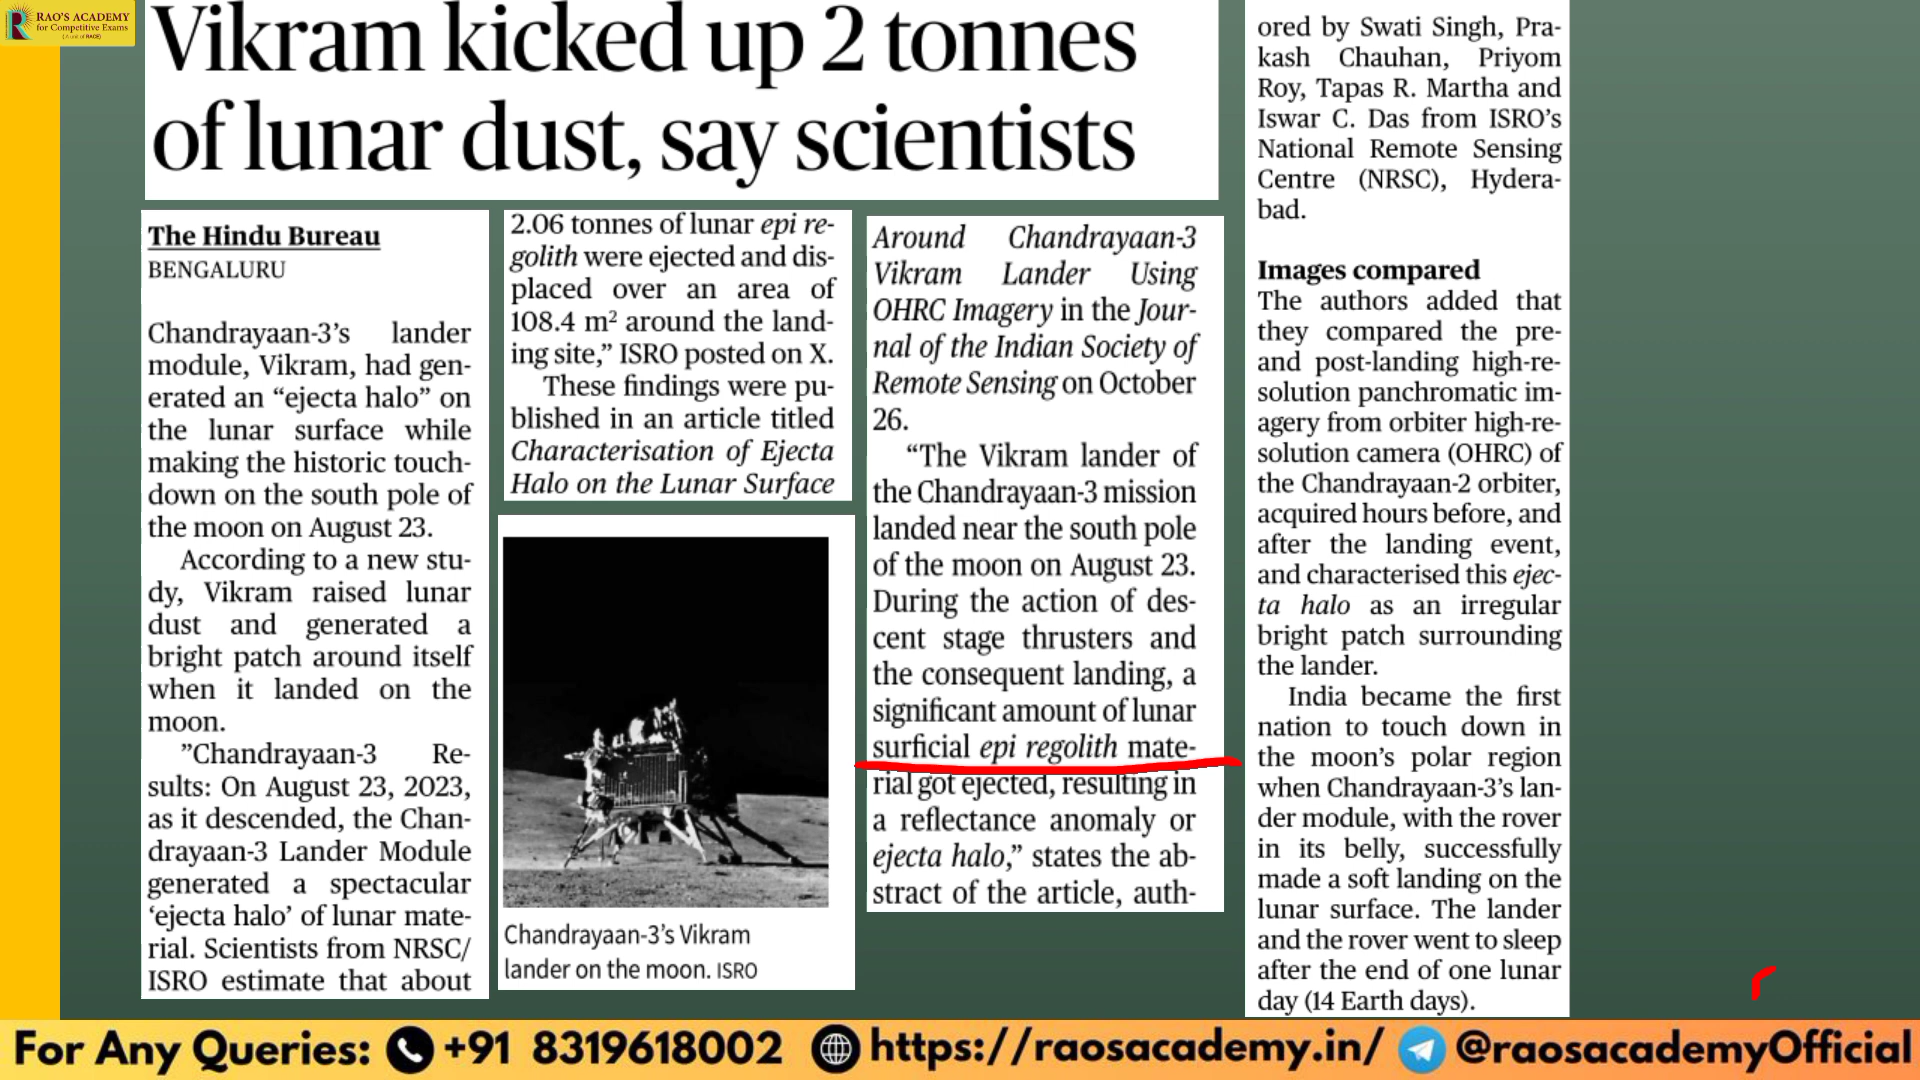 RAO'S ACADEMY
for Competitive Exams
(A unit of RACE)
Vikram kicked up 2 tonnes
of lunar dust, say scientists
The Hindu Bureau
BENGALURU
Chandrayaan-3's lander
module, Vikram, had gen-
erated an “ejecta halo” on
the lunar surface while
making the historic touch-
down on the south pole of
the moon on August 23.
According to a new stu-
dy, Vikram raised lunar
dust and generated a
bright patch around itself
when it landed on the
moon.
”Chandrayaan-3 Re-
sults: On August 23, 2023,
as it descended, the Chan-
drayaan-3 Lander Module
generated a spectacular
‘ejecta halo’ of lunar mate-
rial. Scientists from NRSC/
ISRO estimate that about
2.06 tonnes of lunar epi re-
golith were ejected and dis-
placed over an area of
108.4 m² around the land-
ing site,” ISRO posted on X.
These findings were pu-
blished in an article titled
Characterisation of Ejecta
Halo on the Lunar Surface
Chandrayaan-3's Vikram
lander on the moon. ISRO
Around Chandrayaan-3
Vikram Lander Using
OHRC Imagery in the Jour-
nal of the Indian Society of
Remote Sensing on October
26.
“The Vikram lander of
the Chandrayaan-3 mission
landed near the south pole
of the moon on August 23.
During the action of des-
cent stage thrusters and
the consequent landing, a
significant amount of lunar
surficial epi regolith mate-
rial got ejected, resulting in
a reflectance anomaly or
ejecta halo,” states the ab-
stract of the article, auth-
ored by Swati Singh, Pra-
kash Chauhan, Priyom
Roy, Tapas R. Martha and
Iswar C. Das from ISRO's
National Remote Sensing
Centre (NRSC), Hydera-
bad.
Images compared
The authors added that
they compared the pre-
and post-landing high-re-
solution panchromatic im-
agery from orbiter high-re-
solution camera (OHRC) of
the Chandrayaan-2 orbiter,
acquired hours before, and
after the landing event,
and characterised this ejec-
ta halo as an irregular
bright patch surrounding
the lander.
India became the first
nation to touch down in
the moon's polar region
when Chandrayaan-3's lan-
der module, with the rover
in its belly, successfully
made a soft landing on the
lunar surface. The lander
and the rover went to sleep
after the end of one lunar
day (14 Earth days).
For Any Queries: +91 8319618002 https://raosacademy.in/ @raosacademyOfficial